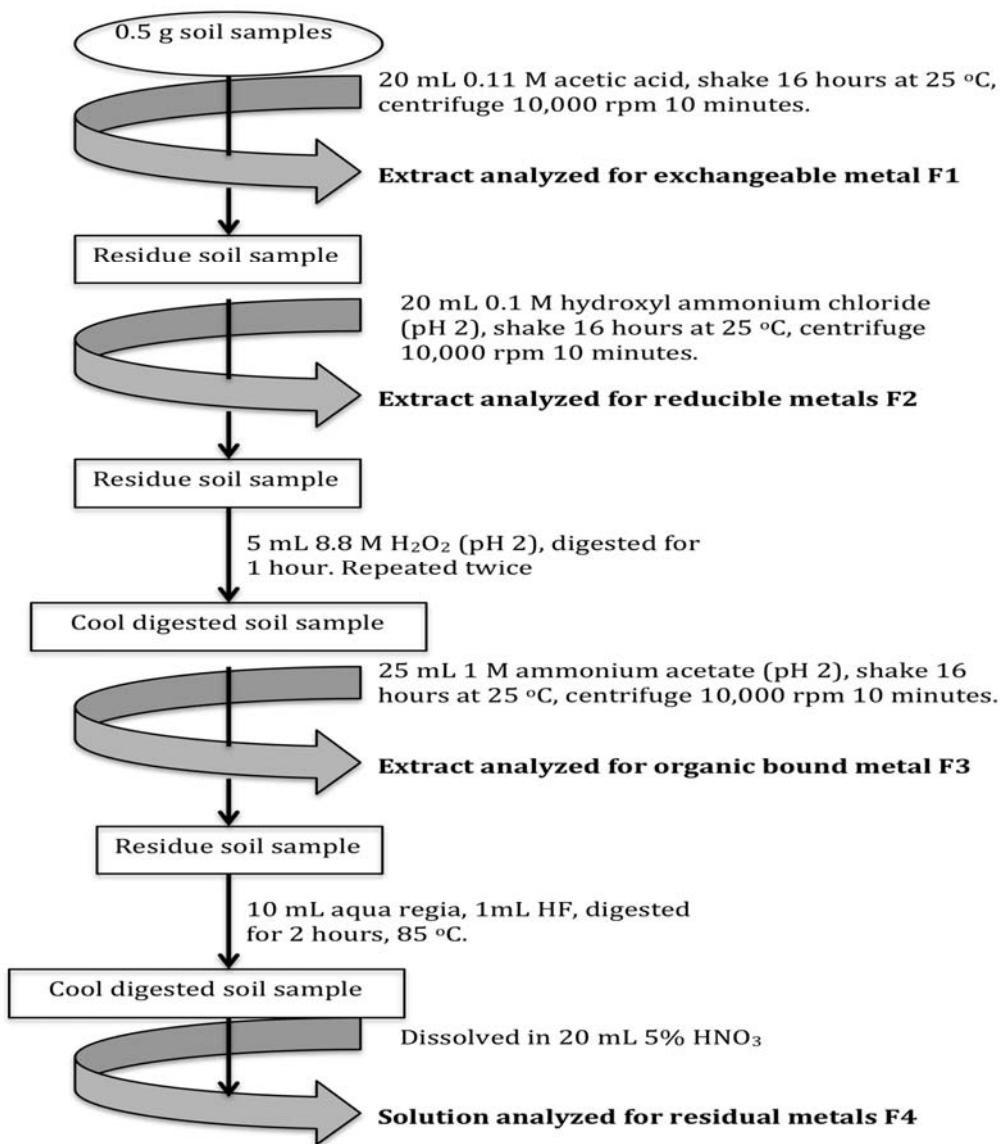 0.5 g soil samples
20 mL 0.11 M acetic acid, shake 16 hours at 25 ºC,
centrifuge 10,000 rpm 10 minutes.
Extract analyzed for exchangeable metal F1
Residue soil sample
20 mL 0.1 M hydroxyl ammonium chloride
(pH 2), shake 16 hours at 25 ºC, centrifuge
10,000 rpm 10 minutes.
Extract analyzed for reducible metals F2
Residue soil sample
5 mL 8.8 M H₂O₂ (pH 2), digested for
1 hour. Repeated twice
Cool digested soil sample
25 mL 1 M ammonium acetate (pH 2), shake 16
hours at 25 ºC, centrifuge 10,000 rpm 10 minutes.
Extract analyzed for organic bound metal F3
Residue soil sample
10 mL aqua regia, 1mL HF, digested
for 2 hours, 85 ºC.
Cool digested soil sample
Dissolved in 20 mL 5% HNO₃
Solution analyzed for residual metals F4